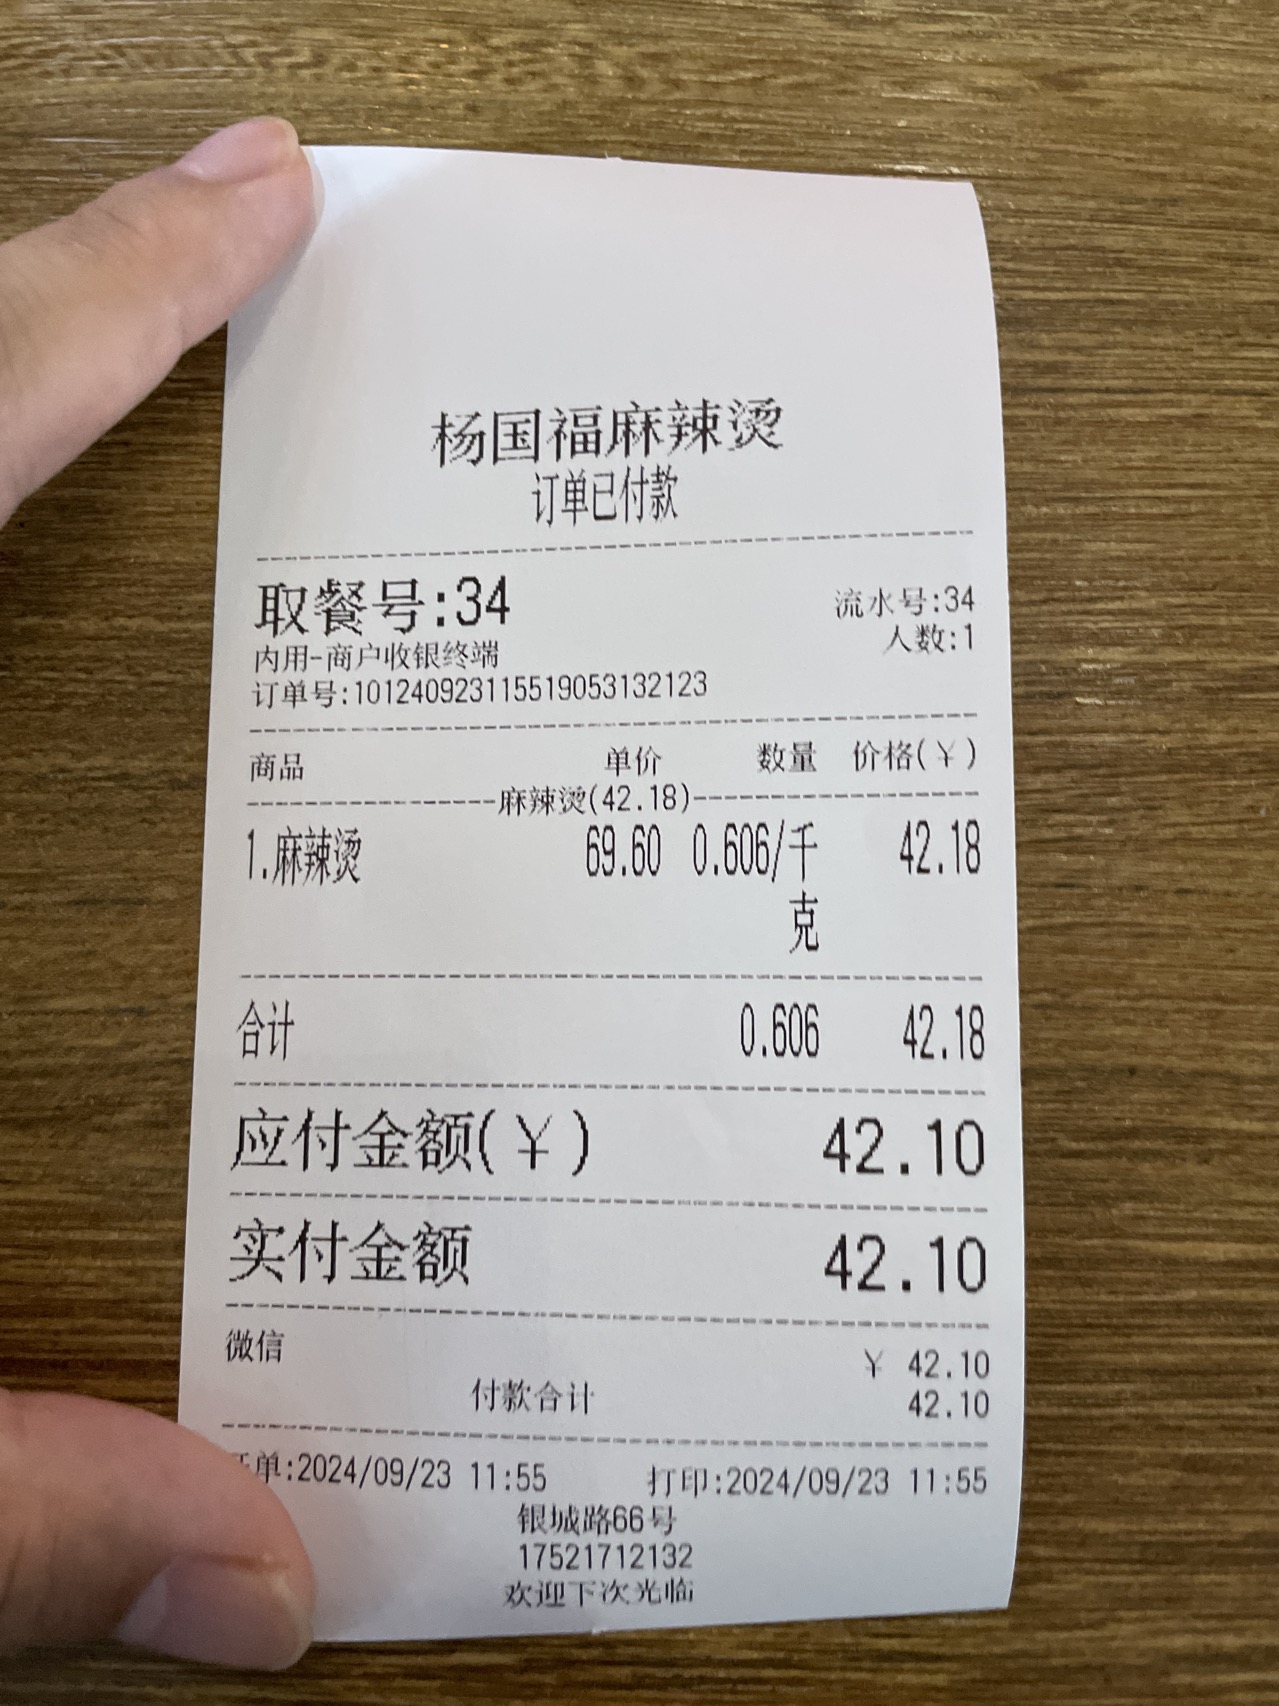 杨国福麻辣烫
订单已付款
取餐号:34
流水号:34
人数:1
内用-商户收银终端
订单号:101240923115519053132123
商品 单价 数量 价格(¥)
麻辣烫(42.18)
1.麻辣烫 69.60 0.606/千克 42.18
合计 0.606 42.18
应付金额(¥) 42.10
实付金额 42.10
微信 ¥ 42.10
付款合计 42.10
单:2024/09/23 11:55 打印:2024/09/23 11:55
银城路66号
17521712132
欢迎下次光临